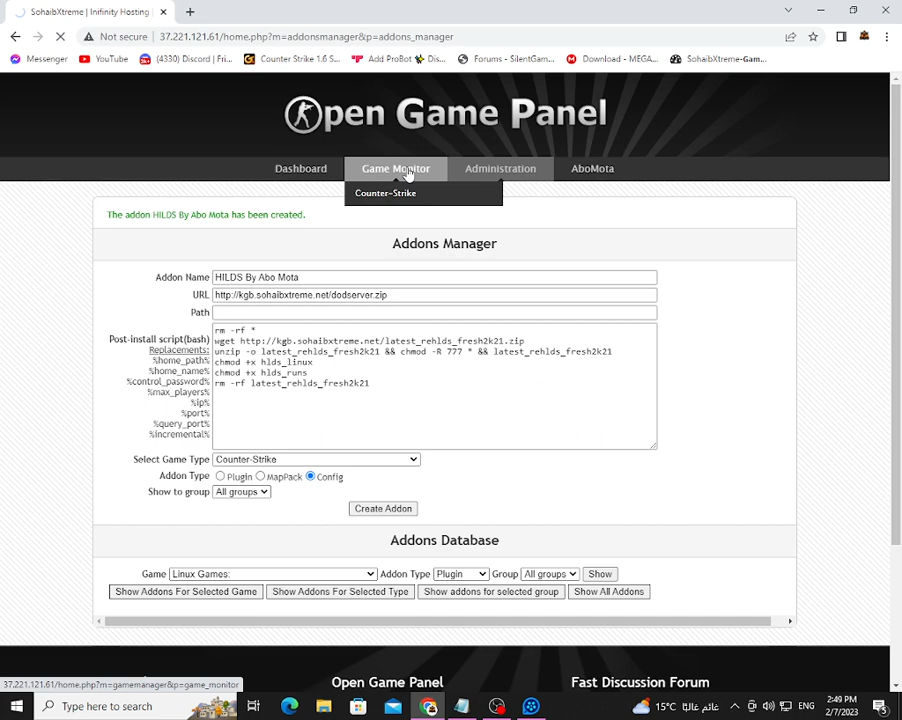 SohaibXtreme | Inifinity Hosting
Not secure | 37.221.121.61/home.php?m=addonsmanager&p=addons_manager
Messenger YouTube (4330) Discord | Fri... Counter Strike 1.6 S... Add ProBot Dis... Forums - SilentGam... Download - MEGA... SohaibXtreme-Gam...
Open Game Panel
Dashboard Game Monitor Administration AboMota
Counter-Strike
The addon HILDS By Abo Mota has been created.
Addons Manager
Addon Name HILDS By Abo Mota
URL http://kgb.sohaibxtreme.net/dodserver.zip
Path
Post-install script(bash)
Replacements:
%home_path%
%home_name%
%control_password%
%max_players%
%ip%
%port%
%query_port%
%incremental%
rm -rf *
wget http://kgb.sohaibxtreme.net/latest_rehlds_fresh2k21.zip
unzip -o latest_rehlds_fresh2k21 && chmod -R 777 * && latest_rehlds_fresh2k21
chmod +x hlds_linux
chmod +x hlds_runs
rm -rf latest_rehlds_fresh2k21
Select Game Type Counter-Strike
Addon Type Plugin MapPack Config
Show to group All groups
Create Addon
Addons Database
Game Linux Games: Addon Type Plugin Group All groups Show
Show Addons For Selected Game Show Addons For Selected Type Show addons for selected group Show All Addons
Open Game Panel Fast Discussion Forum
37.221.121.61/home.php?m=gamemanager&p=game_monitor
Type here to search
15°C غائم غالبًا ENG 2:49 PM
2/7/2023 5